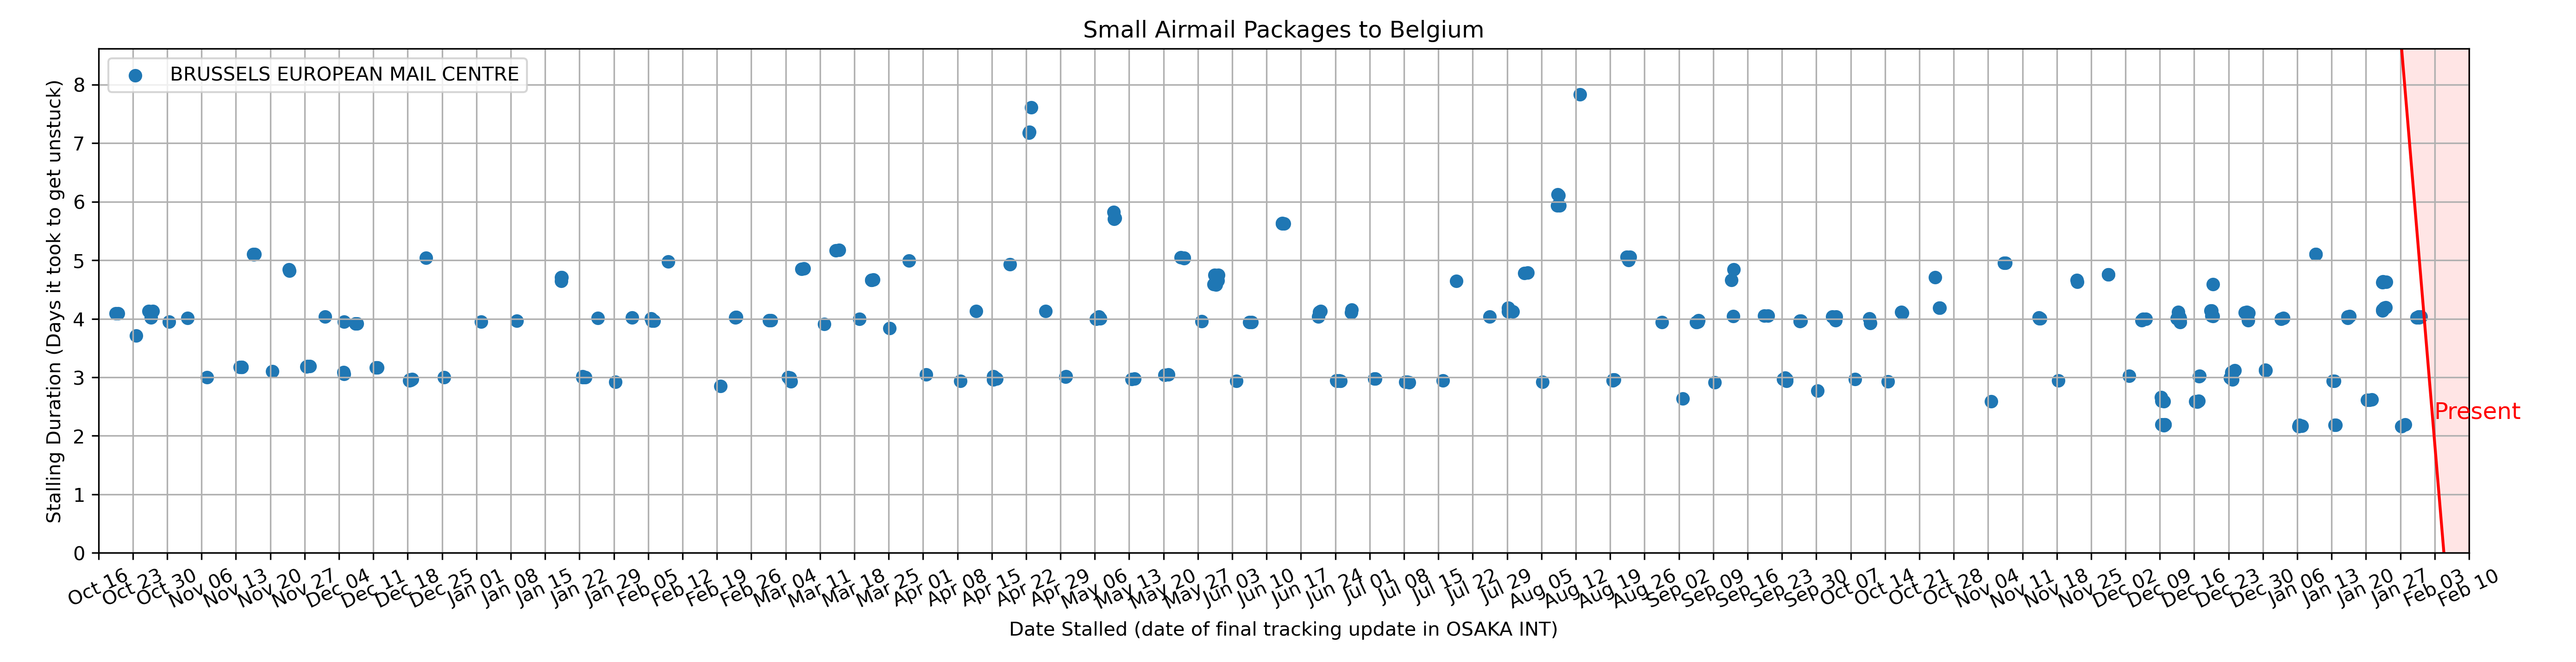 Small Airmail Packages to Belgium
BRUSSELS EUROPEAN MAIL CENTRE
Stalling Duration (Days it took to get unstuck)
8
7
6
5
4
3
2
1
0
Present
Oct 16 Oct 23 Oct 30 Nov 06 Nov 13 Nov 20 Nov 27 Dec 04 Dec 11 Dec 18 Dec 25 Jan 01 Jan 08 Jan 15 Jan 22 Jan 29 Feb 05 Feb 12 Feb 19 Feb 26 Mar 04 Mar 11 Mar 18 Mar 25 Apr 01 Apr 08 Apr 15 Apr 22 Apr 29 May 06 May 13 May 20 May 27 Jun 03 Jun 10 Jun 17 Jun 24 Jul 01 Jul 08 Jul 15 Jul 22 Jul 29 Aug 05 Aug 12 Aug 19 Aug 26 Sep 02 Sep 09 Sep 16 Sep 23 Sep 30 Oct 07 Oct 14 Oct 21 Oct 28 Nov 04 Nov 11 Nov 18 Nov 25 Dec 02 Dec 09 Dec 16 Dec 23 Dec 30 Jan 06 Jan 13 Jan 20 Jan 27 Feb 03 Feb 10
Date Stalled (date of final tracking update in OSAKA INT)